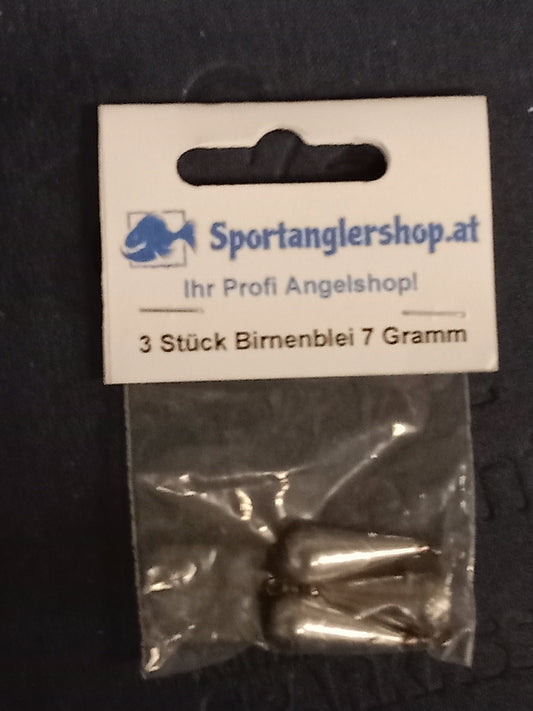 Sportanglershop.at
Ihr Profi Angelshop!
3 Stück Birnenblei 7 Gramm